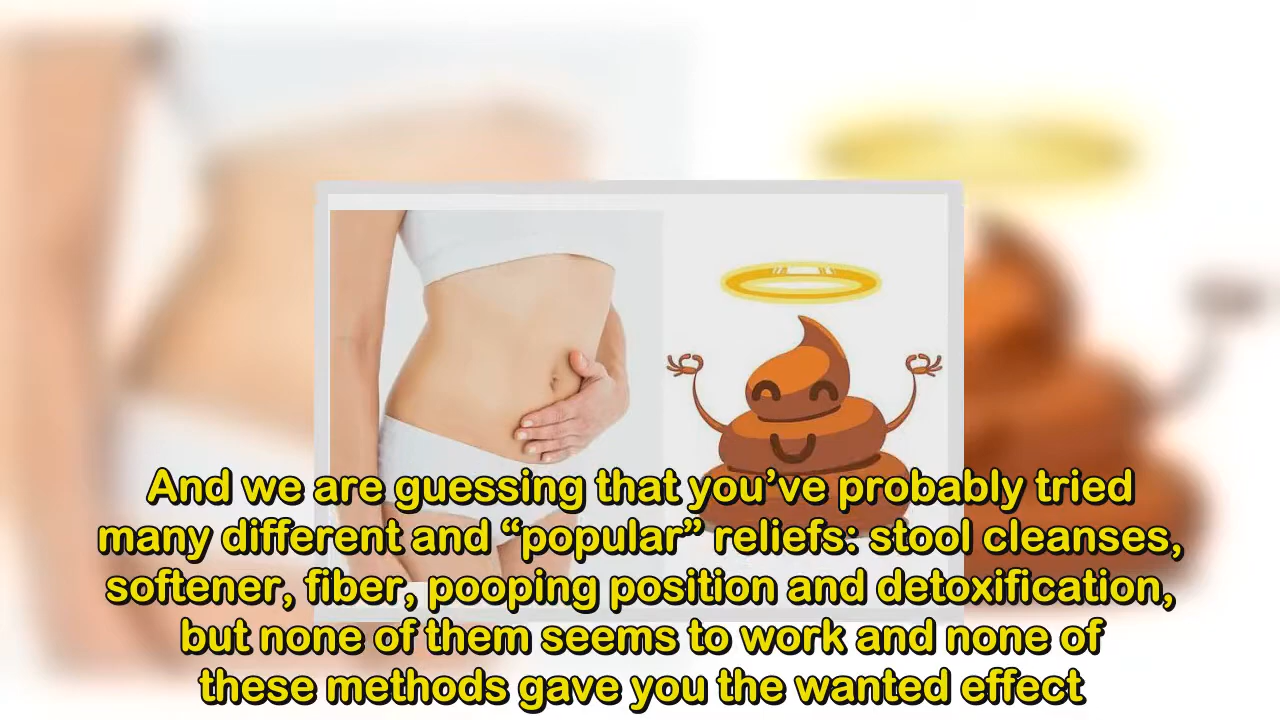 And we are guessing that you’ve probably tried
many different and “popular” reliefs: stool cleanses,
softener, fiber, pooping position and detoxification,
but none of them seems to work and none of
these methods gave you the wanted effect